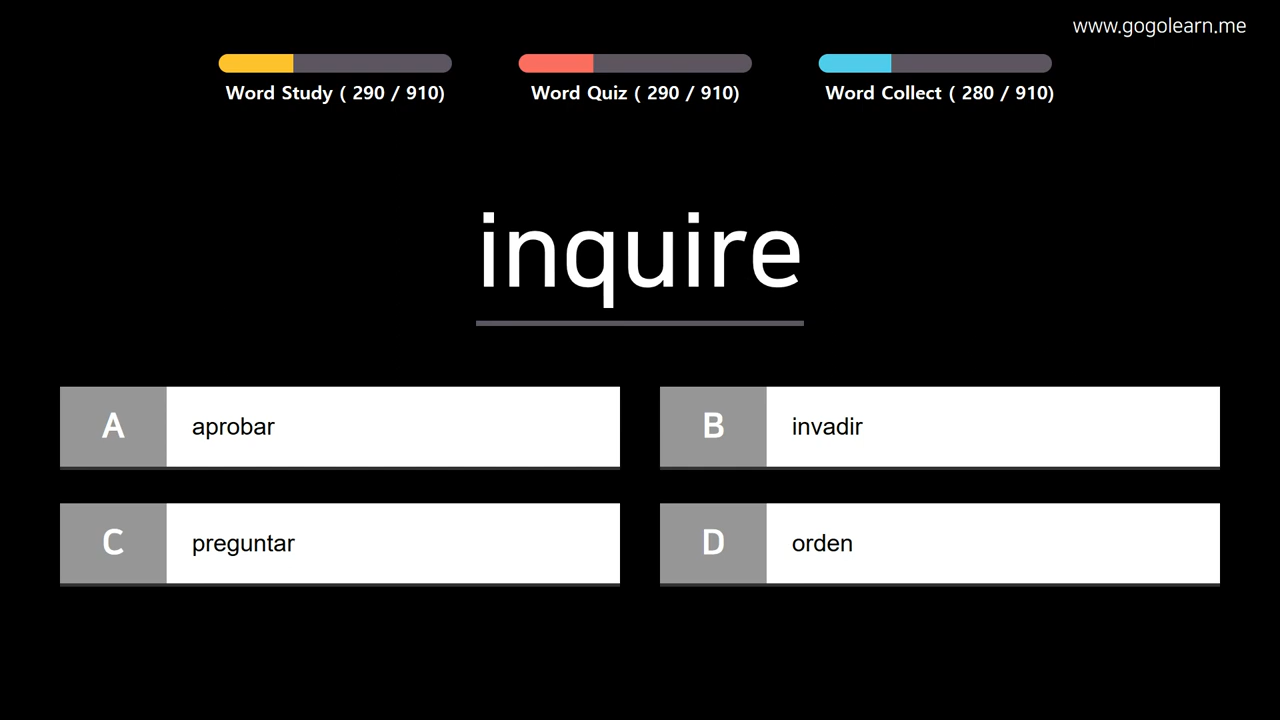 www.gogolearn.me
Word Study ( 290 / 910)
Word Quiz ( 290 / 910)
Word Collect ( 280 / 910)
inquire
A aprobar
B invadir
C preguntar
D orden